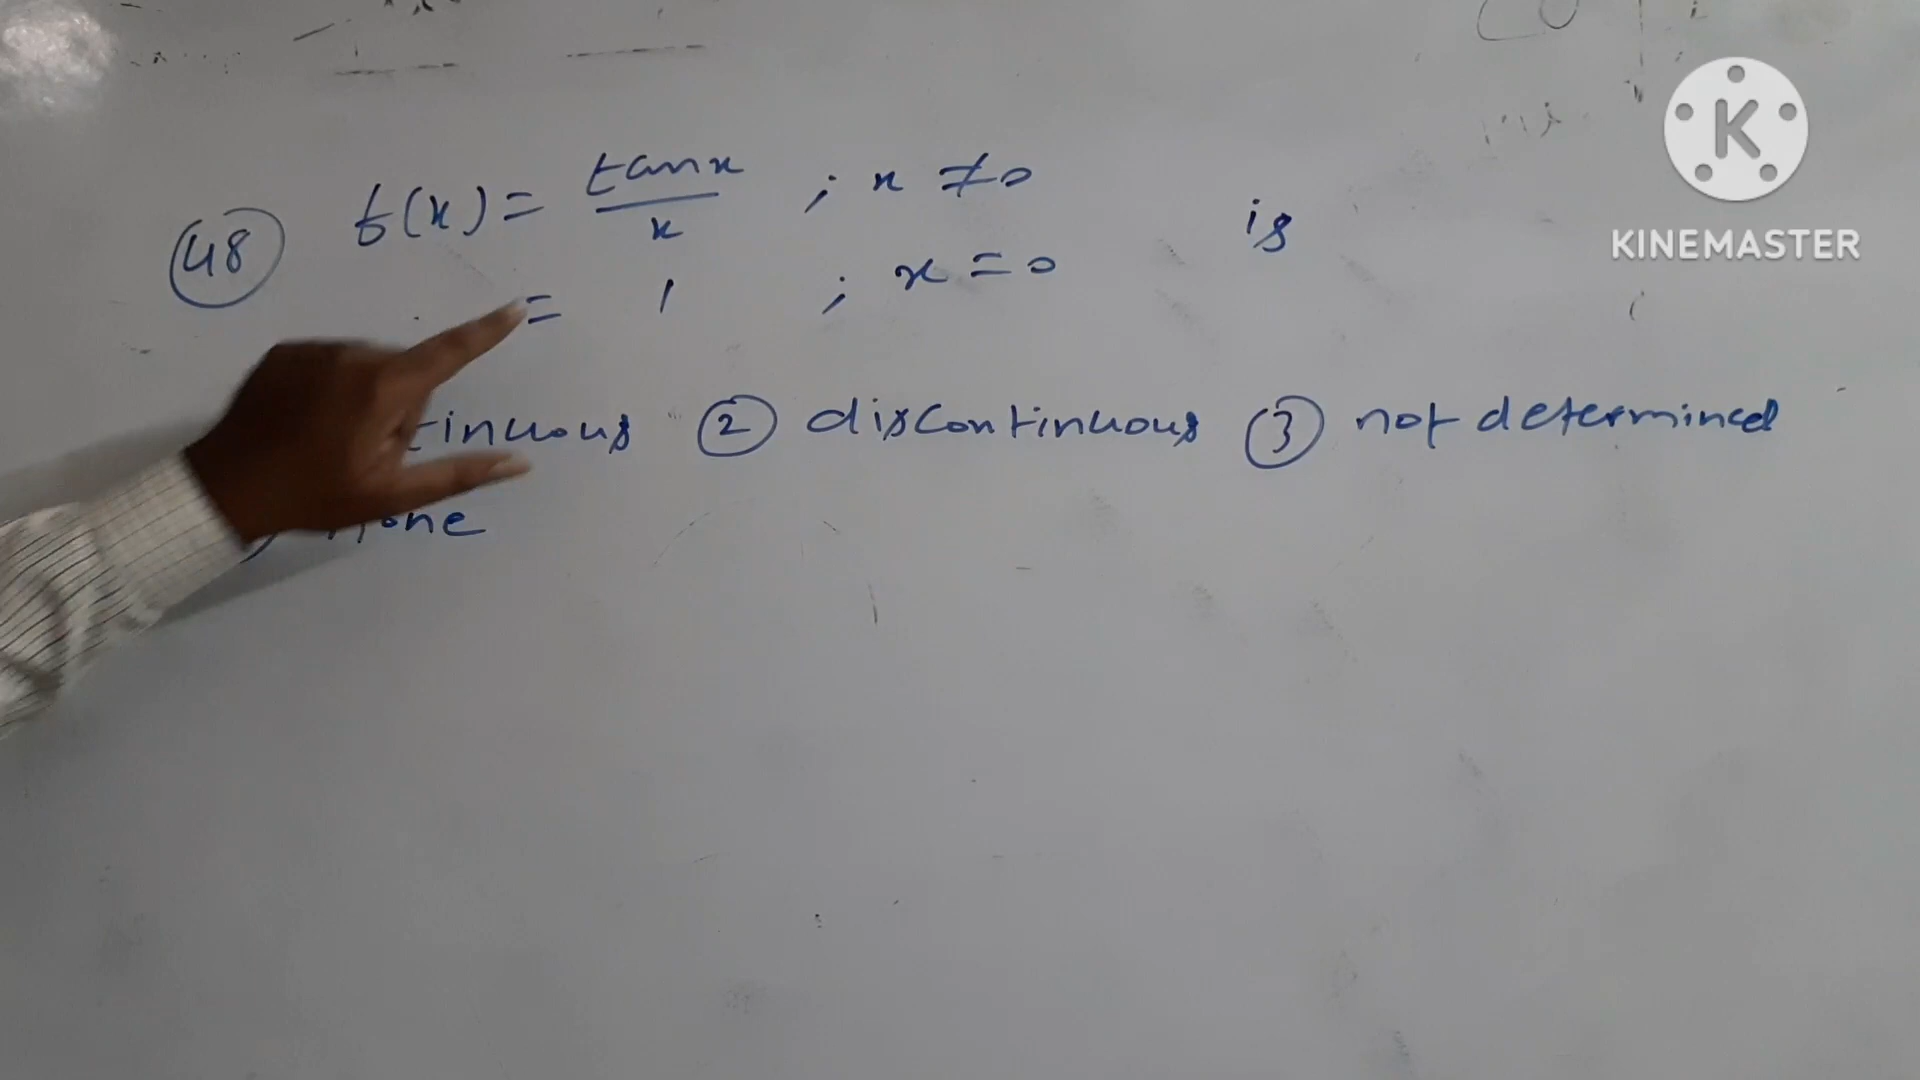 48 f(x) = tanx / x ; x ≠ 0 is
= 1 ; x = 0
tinuous ② discontinuous ③ not determined
none
KINEMASTER